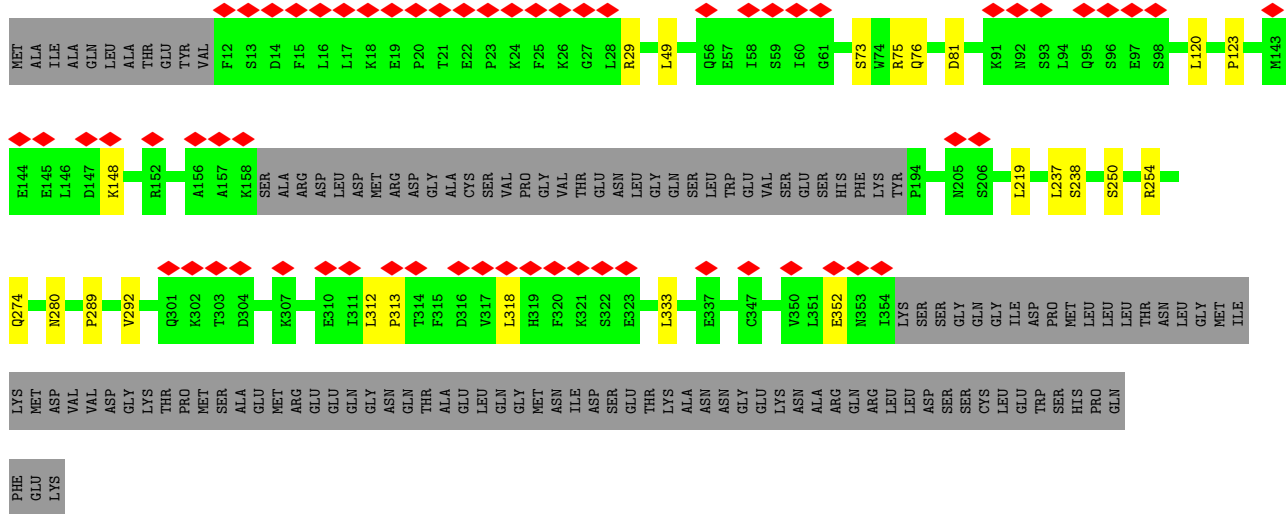 MET ALA ILE ALA GLN LEU ALA THR GLU TYR VAL F12 S13 D14 F15 L16 L17 K18 E19 P20 T21 E22 P23 K24 F25 K26 G27 L28 R29 L49 Q56 E57 I58 S59 I60 G61 S73 W74 R75 Q76 D81 K91 N92 S93 L94 Q95 S96 E97 S98 L120 P123 M143
E144 E145 L146 D147 K148 R152 A156 A157 K158 SER ALA ARG ASP LEU ASP MET ARG ASP GLY ALA CYS SER VAL PRO GLY VAL THR GLU ASN LEU GLY GLN SER LEU TRP GLU VAL SER GLU SER HIS PHE LYS TYR P194 N205 S206 L219 L237 S238 S250 R254
Q274 N280 P289 V292 Q301 K302 T303 D304 K307 E310 I311 L312 P313 T314 F315 D316 V317 L318 H319 F320 K321 S322 E323 L333 E337 C347 V350 L351 E352 N353 I354 LYS SER SER GLY GLN GLY ILE ASP PRO MET LEU LEU LEU THR ASN LEU GLY MET ILE
LYS MET ASP VAL VAL ASP GLY LYS THR PRO MET SER ALA GLU MET ARG GLU GLU GLN GLY ASN GLN THR ALA GLU LEU GLN GLY MET ASN ILE ASP SER GLU THR LYS ALA ASN ASN GLY GLU LYS ASN ALA ARG GLN ARG LEU LEU ASP SER SER CYS LEU GLU TRP SER HIS PRO GLN
PHE GLU LYS